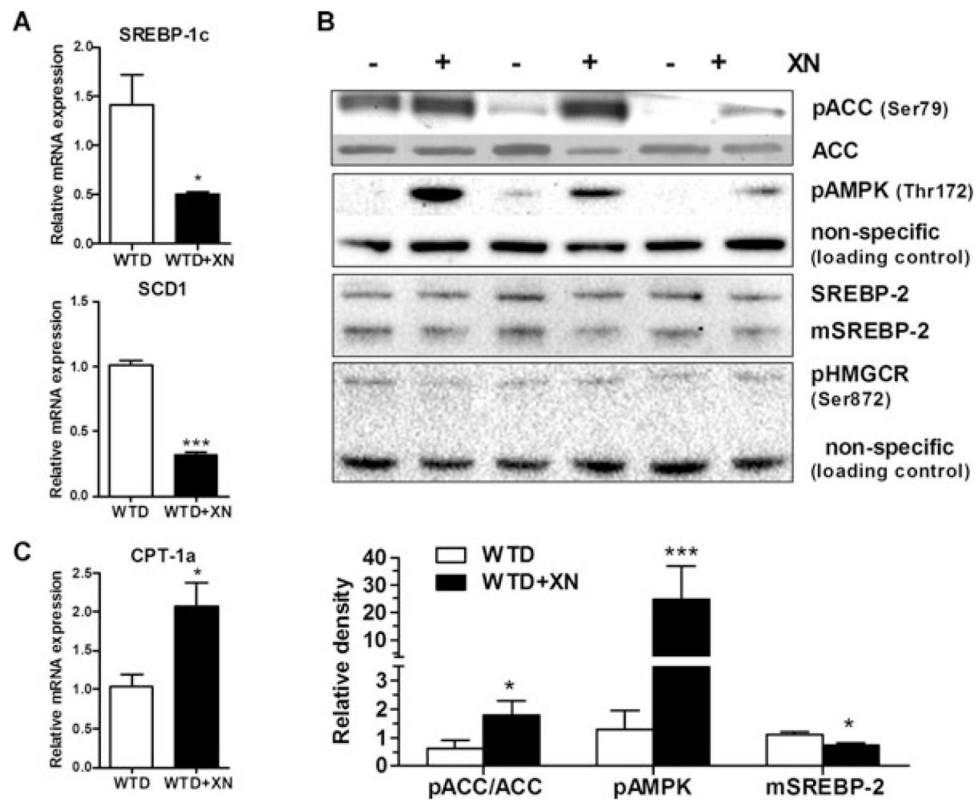 A
SREBP-1c
Relative mRNA expression
2.0
1.5
1.0
0.5
0.0
*
WTD WTD+XN
SCD1
Relative mRNA expression
1.5
1.0
0.5
0.0
***
WTD WTD+XN
B
- + - + - + XN
pACC (Ser79)
ACC
pAMPK (Thr172)
non-specific
(loading control)
SREBP-2
mSREBP-2
pHMGCR
(Ser872)
non-specific
(loading control)
C
CPT-1a
Relative mRNA expression
2.5
2.0
1.5
1.0
0.5
0.0
*
WTD WTD+XN
Relative density
40
30
20
10
3
2
1
0
WTD
WTD+XN
*
***
*
pACC/ACC pAMPK mSREBP-2